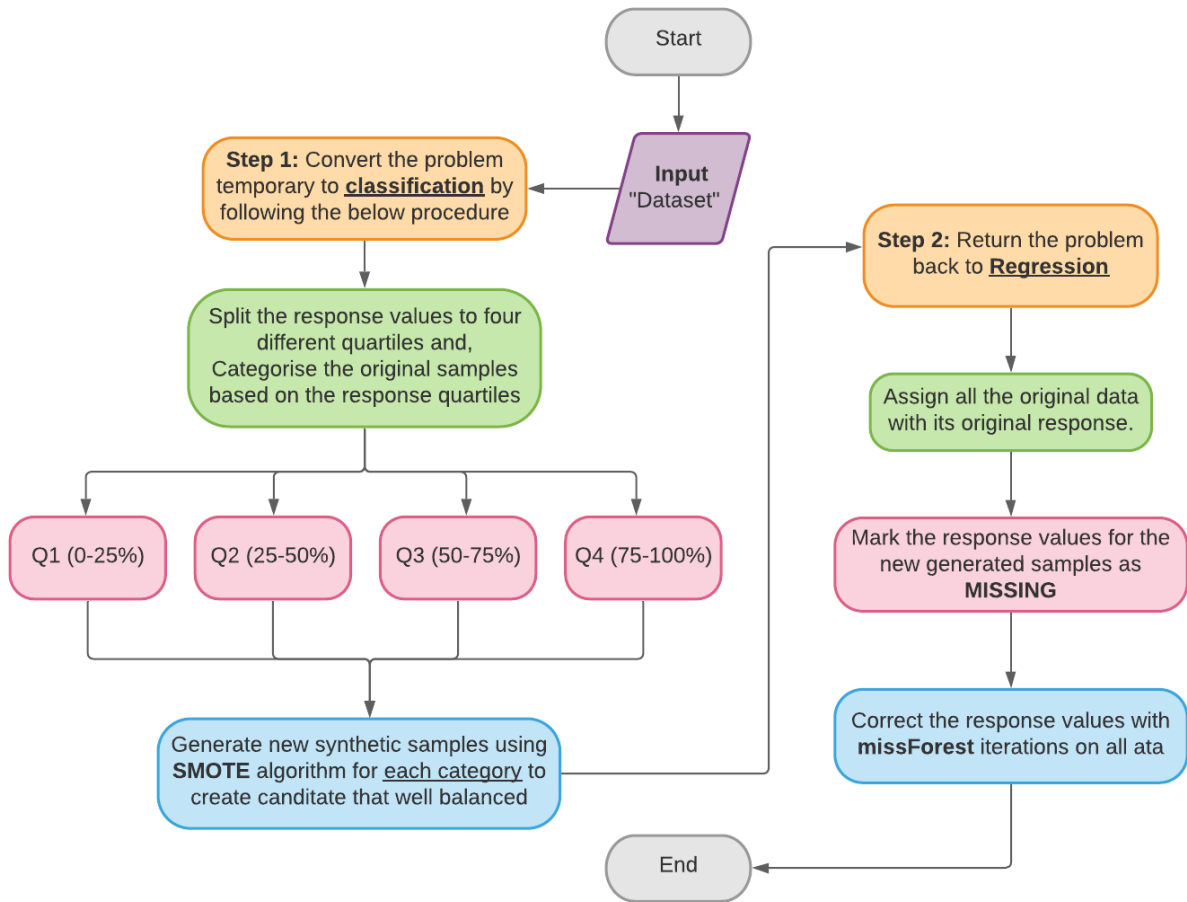 Start
Input
"Dataset"
Step 1: Convert the problem
temporary to classification by
following the below procedure
Split the response values to four
different quartiles and,
Categorise the original samples
based on the response quartiles
Q1 (0-25%)
Q2 (25-50%)
Q3 (50-75%)
Q4 (75-100%)
Generate new synthetic samples using
SMOTE algorithm for each category to
create canditate that well balanced
Step 2: Return the problem
back to Regression
Assign all the original data
with its original response.
Mark the response values for the
new generated samples as
MISSING
Correct the response values with
missForest iterations on all ata
End